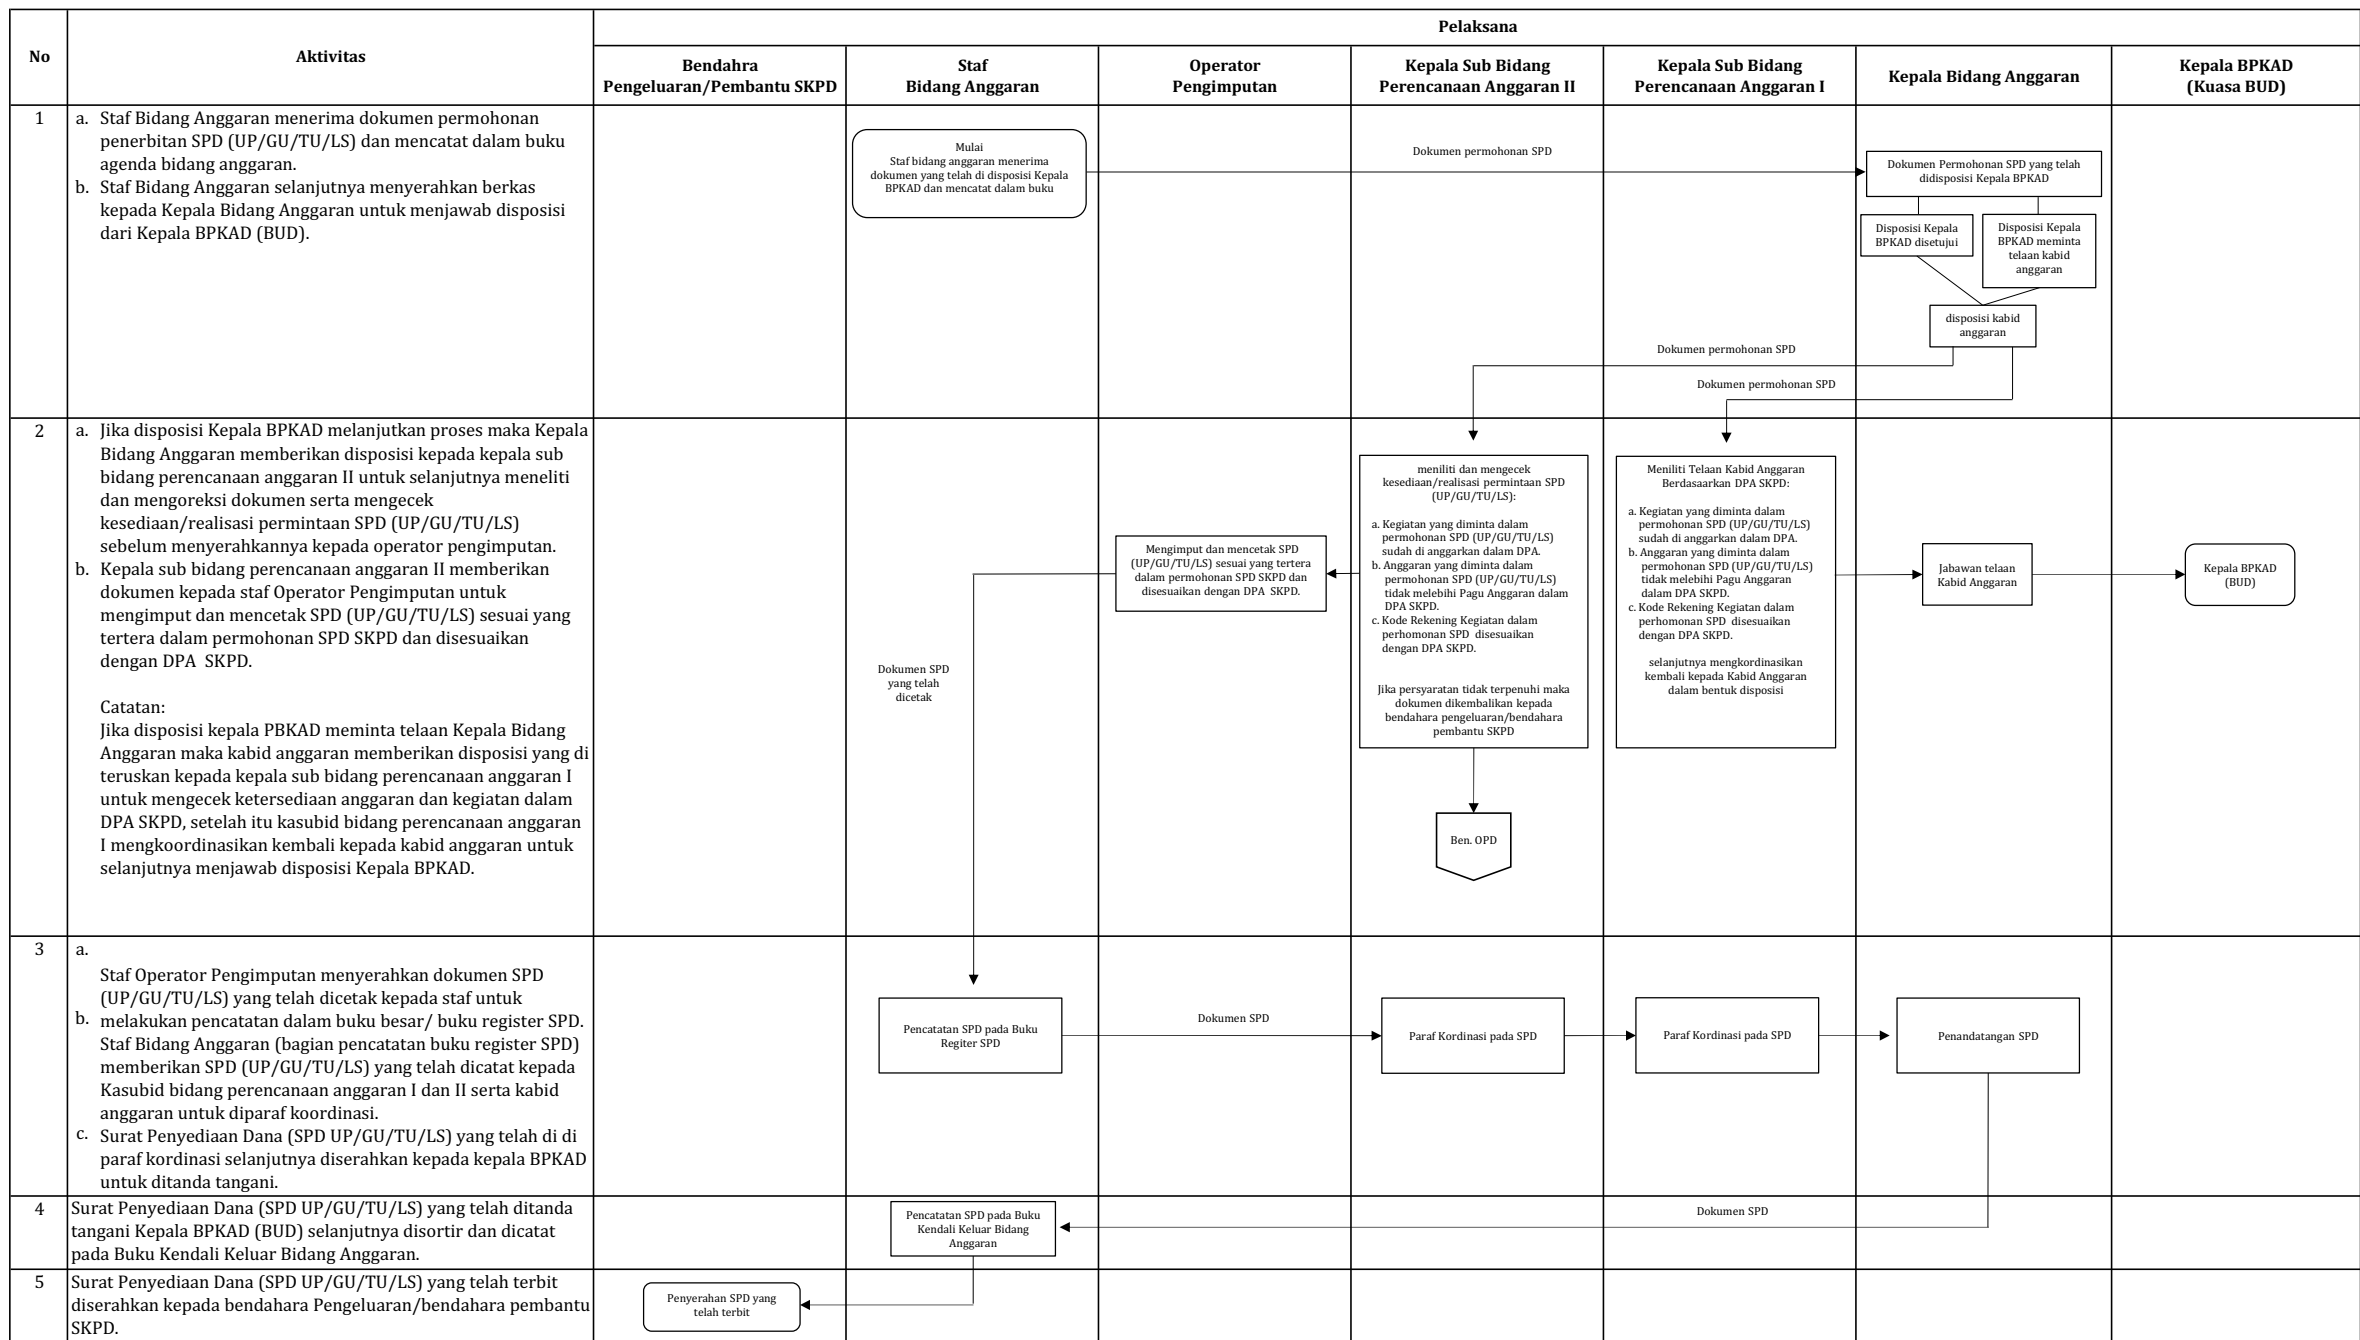 No
Aktivitas
Pelaksana
Bendahra
Pengeluaran/Pembantu SKPD
Staf
Bidang Anggaran
Operator
Pengimputan
Kepala Sub Bidang
Perencanaan Anggaran II
Kepala Sub Bidang
Perencanaan Anggaran I
Kepala Bidang Anggaran
Kepala BPKAD
(Kuasa BUD)
1
a. Staf Bidang Anggaran menerima dokumen permohonan
penerbitan SPD (UP/GU/TU/LS) dan mencatat dalam buku
agenda bidang anggaran.
b. Staf Bidang Anggaran selanjutnya menyerahkan berkas
kepada Kepala Bidang Anggaran untuk menjawab disposisi
dari Kepala BPKAD (BUD).
Mulai
Staf bidang anggaran menerima
dokumen yang telah di disposisi Kepala
BPKAD dan mencatat dalam buku
Dokumen permohonan SPD
Dokumen Permohonan SPD yang telah
didisposisi Kepala BPKAD
Disposisi Kepala
BPKAD disetujui
Disposisi Kepala
BPKAD meminta
telaan kabid
anggaran
disposisi kabid
anggaran
Dokumen permohonan SPD
Dokumen permohonan SPD
2
a. Jika disposisi Kepala BPKAD melanjutkan proses maka Kepala
Bidang Anggaran memberikan disposisi kepada kepala sub
bidang perencanaan anggaran II untuk selanjutnya meneliti
dan mengoreksi dokumen serta mengecek
kesediaan/realisasi permintaan SPD (UP/GU/TU/LS)
sebelum menyerahkannya kepada operator pengimputan.
b. Kepala sub bidang perencanaan anggaran II memberikan
dokumen kepada staf Operator Pengimputan untuk
mengimput dan mencetak SPD (UP/GU/TU/LS) sesuai yang
tertera dalam permohonan SPD SKPD dan disesuaikan
dengan DPA SKPD.
Catatan:
Jika disposisi kepala PBKAD meminta telaan Kepala Bidang
Anggaran maka kabid anggaran memberikan disposisi yang di
teruskan kepada kepala sub bidang perencanaan anggaran I
untuk mengecek ketersediaan anggaran dan kegiatan dalam
DPA SKPD, setelah itu kasubid bidang perencanaan anggaran
I mengkoordinasikan kembali kepada kabid anggaran untuk
selanjutnya menjawab disposisi Kepala BPKAD.
Dokumen SPD
yang telah
dicetak
Mengimput dan mencetak SPD
(UP/GU/TU/LS) sesuai yang tertera
dalam permohonan SPD SKPD dan
disesuaikan dengan DPA SKPD.
meniliti dan mengecek
kesediaan/realisasi permintaan SPD
(UP/GU/TU/LS):
a. Kegiatan yang diminta dalam
permohonan SPD (UP/GU/TU/LS)
sudah di anggarkan dalam DPA.
b. Anggaran yang diminta dalam
permohonan SPD (UP/GU/TU/LS)
tidak melebihi Pagu Anggaran dalam
DPA SKPD.
c. Kode Rekening Kegiatan dalam
perhomonan SPD disesuaikan
dengan DPA SKPD.
Jika persyaratan tidak terpenuhi maka
dokumen dikembalikan kepada
bendahara pengeluaran/bendahara
pembantu SKPD
Ben. OPD
Meniliti Telaan Kabid Anggaran
Berdasaarkan DPA SKPD:
a. Kegiatan yang diminta dalam
permohonan SPD (UP/GU/TU/LS)
sudah di anggarkan dalam DPA.
b. Anggaran yang diminta dalam
permohonan SPD (UP/GU/TU/LS)
tidak melebihi Pagu Anggaran
dalam DPA SKPD.
c. Kode Rekening Kegiatan dalam
perhomonan SPD disesuaikan
dengan DPA SKPD.
selanjutnya mengkordinasikan
kembali kepada Kabid Anggaran
dalam bentuk disposisi
Jabawan telaan
Kabid Anggaran
Kepala BPKAD
(BUD)
3
a.
Staf Operator Pengimputan menyerahkan dokumen SPD
(UP/GU/TU/LS) yang telah dicetak kepada staf untuk
b. melakukan pencatatan dalam buku besar/ buku register SPD.
Staf Bidang Anggaran (bagian pencatatan buku register SPD)
memberikan SPD (UP/GU/TU/LS) yang telah dicatat kepada
Kasubid bidang perencanaan anggaran I dan II serta kabid
anggaran untuk diparaf koordinasi.
c. Surat Penyediaan Dana (SPD UP/GU/TU/LS) yang telah di di
paraf kordinasi selanjutnya diserahkan kepada kepala BPKAD
untuk ditanda tangani.
Pencatatan SPD pada Buku
Regiter SPD
Dokumen SPD
Paraf Kordinasi pada SPD
Paraf Kordinasi pada SPD
Penandatangan SPD
4
Surat Penyediaan Dana (SPD UP/GU/TU/LS) yang telah ditanda
tangani Kepala BPKAD (BUD) selanjutnya disortir dan dicatat
pada Buku Kendali Keluar Bidang Anggaran.
Pencatatan SPD pada Buku
Kendali Keluar Bidang
Anggaran
Dokumen SPD
5
Surat Penyediaan Dana (SPD UP/GU/TU/LS) yang telah terbit
diserahkan kepada bendahara Pengeluaran/bendahara pembantu
SKPD.
Penyerahan SPD yang
telah terbit